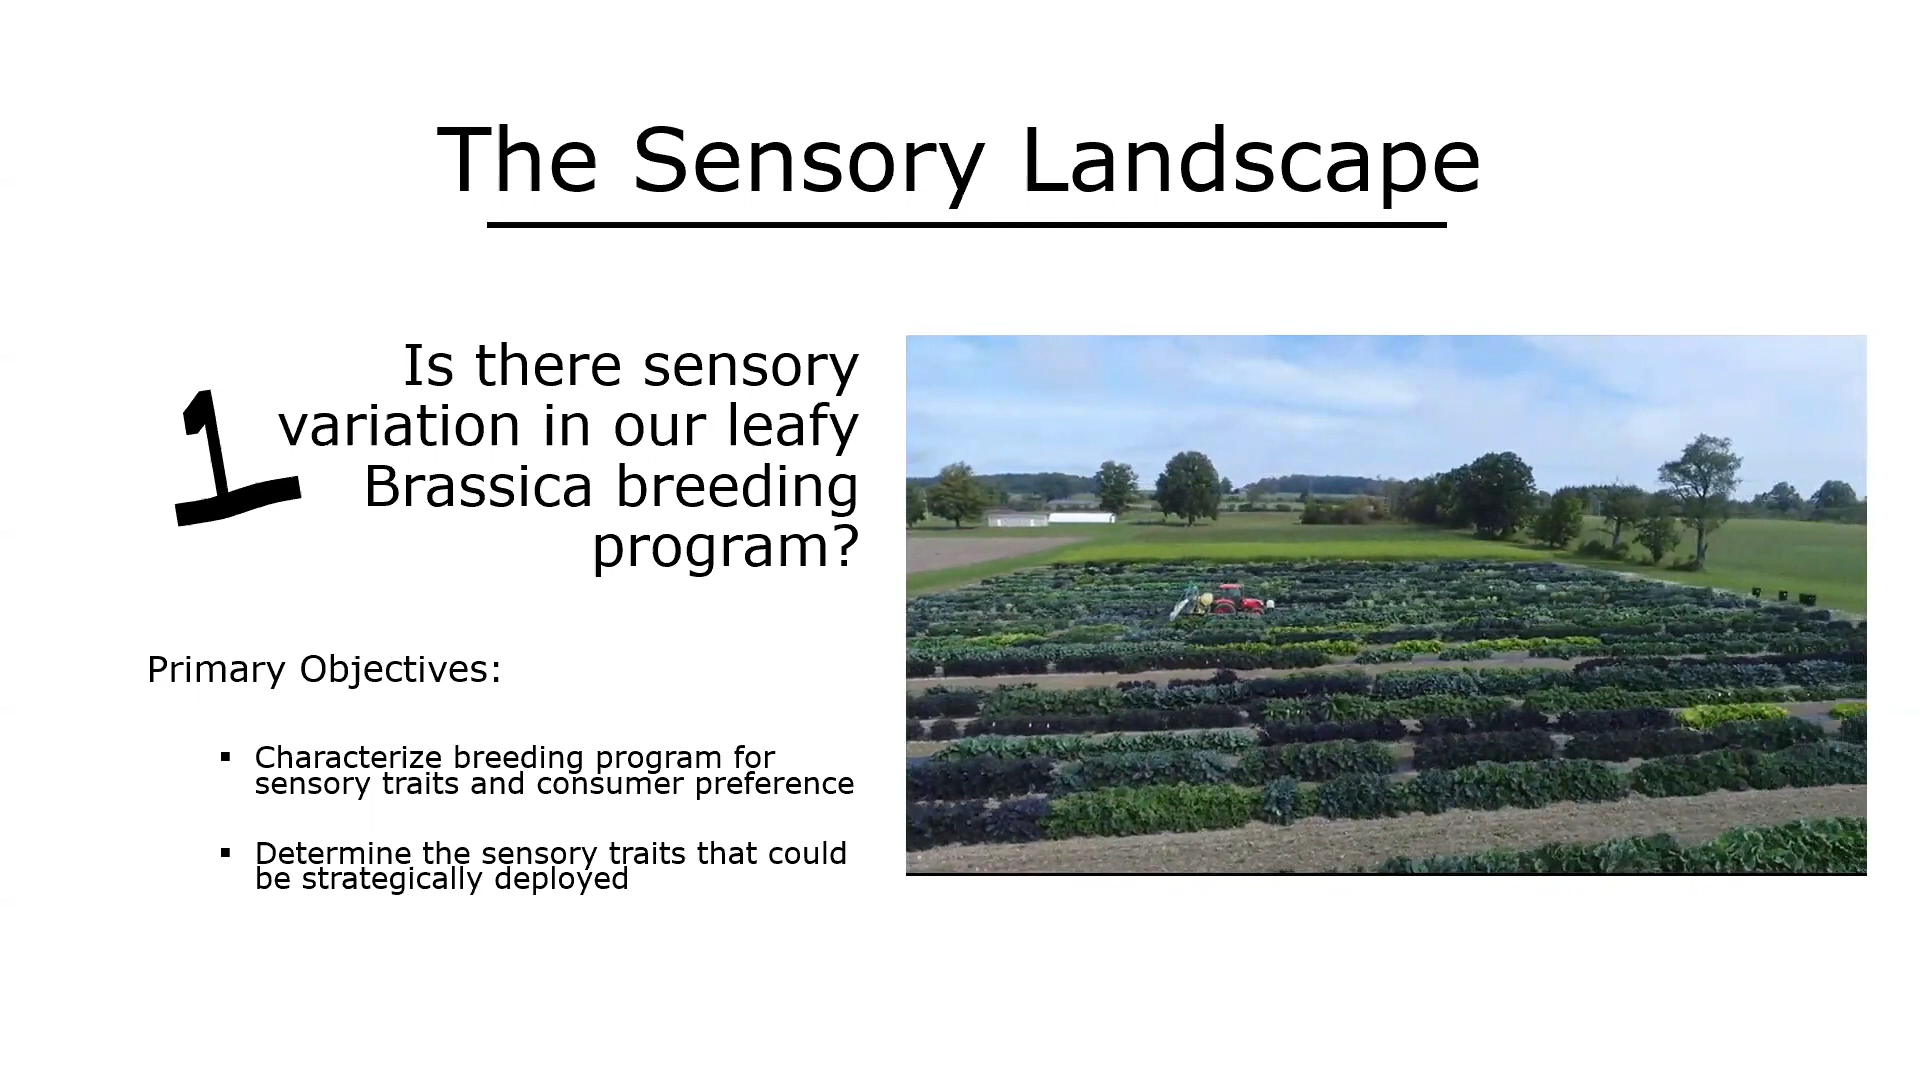 The Sensory Landscape
1
Is there sensory
variation in our leafy
Brassica breeding
program?
Primary Objectives:
▪ Characterize breeding program for
sensory traits and consumer preference
▪ Determine the sensory traits that could
be strategically deployed